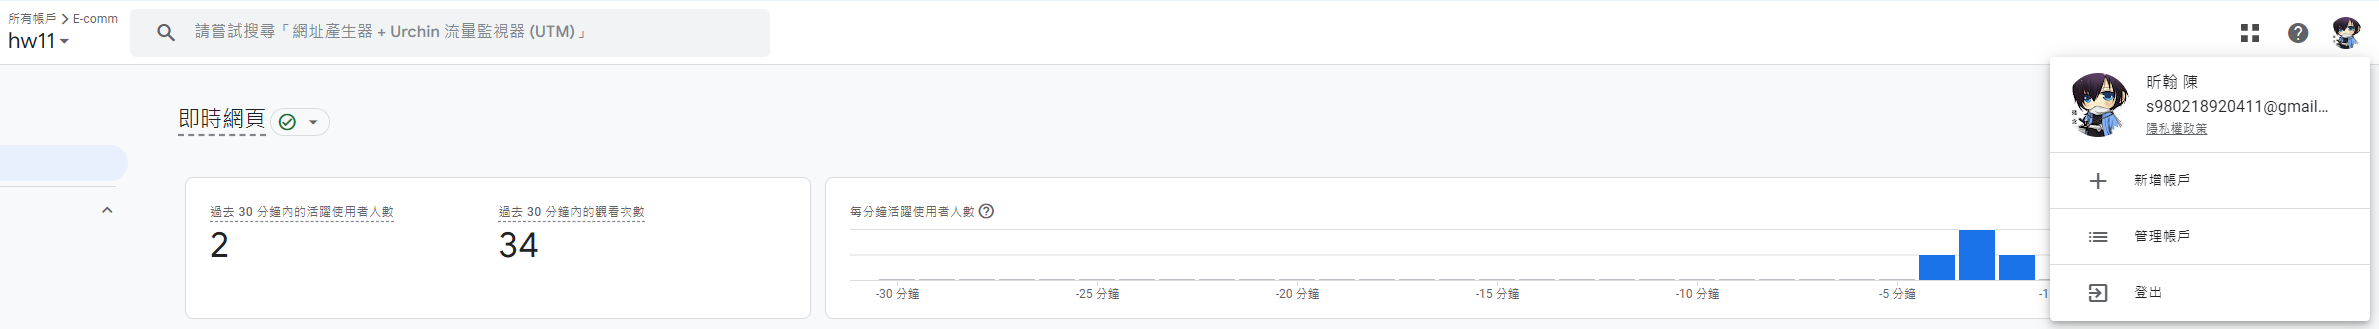 所有帳戶 > E-comm
hw11
請嘗試搜尋「網址產生器 + Urchin 流量監視器 (UTM)」
即時網頁
過去 30 分鐘內的活躍使用者人數
2
過去 30 分鐘內的觀看次數
34
每分鐘活躍使用者人數
-30 分鐘
-25 分鐘
-20 分鐘
-15 分鐘
-10 分鐘
-5 分鐘
-1
昕翰 陳
s980218920411@gmail...
隱私權政策
新增帳戶
管理帳戶
登出